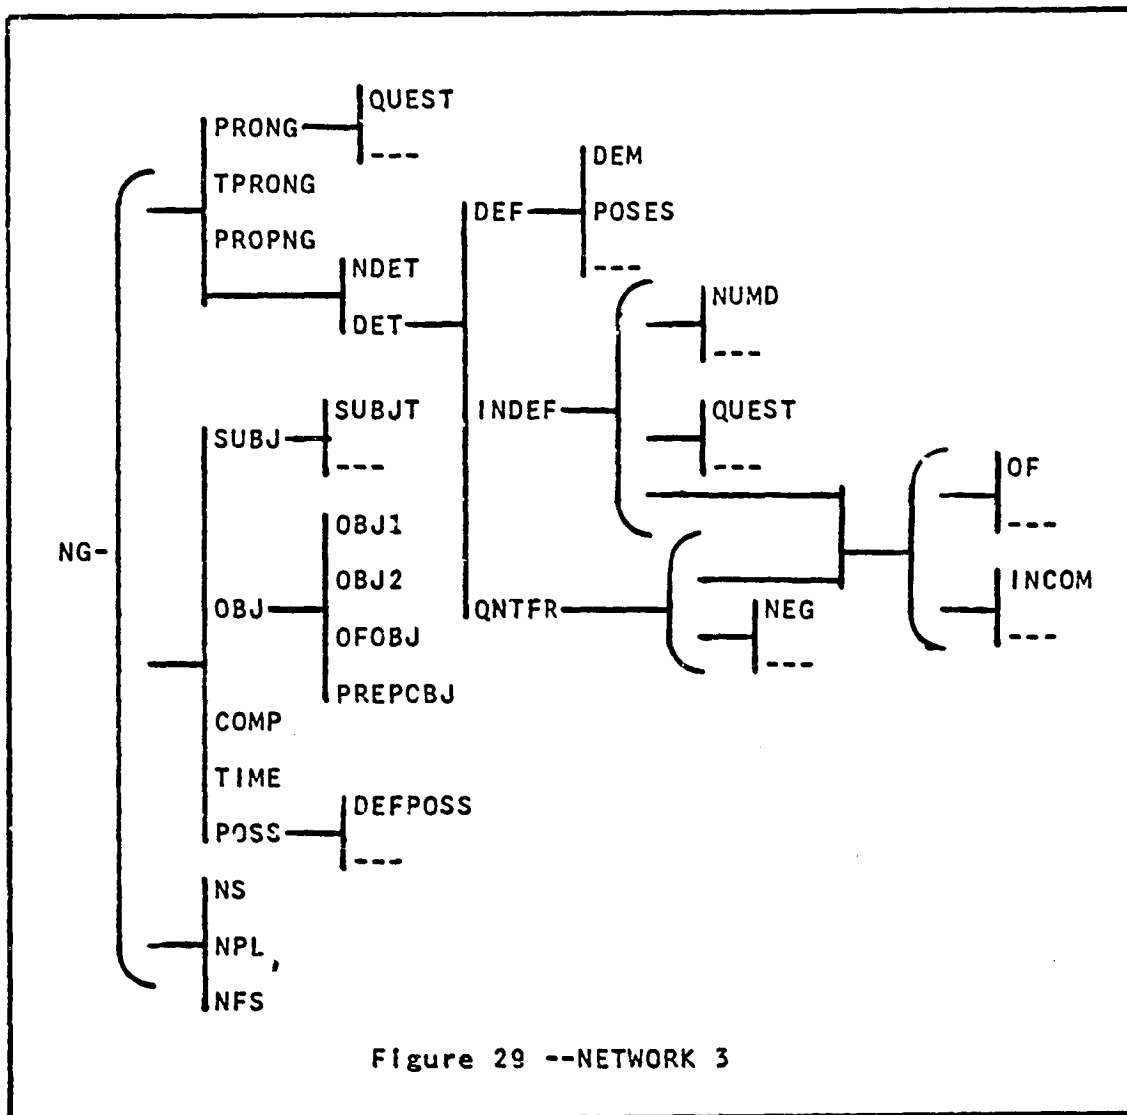 QUEST
PRONG
---
DEM
TPRONG
DEF POSES
PROPNG
NDET
---
NUMD
DET
---
SUBJT
QUEST
SUBJ
INDEF
---
---
OF
OBJ1
---
NG-
OBJ2
INCOM
OBJ
QNTFR
NEG
---
OFOBJ
---
PREPCBJ
COMP
TIME
DEFPOSS
POSS
---
NS
NPL
NFS
Figure 29 --NETWORK 3